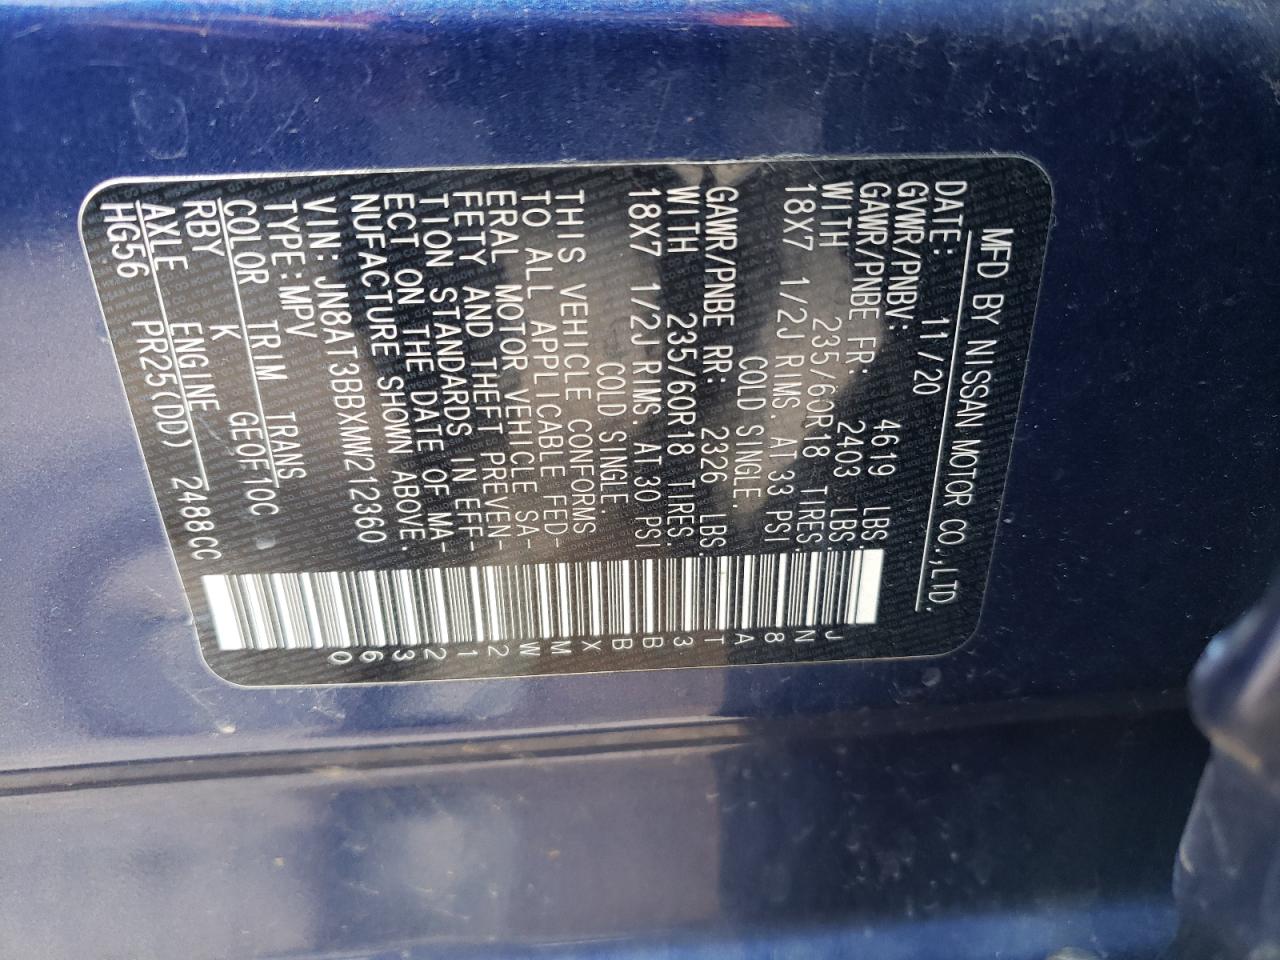 MFD BY NISSAN MOTOR CO.,LTD.
DATE: 11/20
GVWR/PNBV: 4619 LBS.
GAWR/PNBE FR: 2403 LBS.
WITH 235/60R18 TIRES.
18X7 1/2J RIMS. AT 33 PSI
COLD SINGLE.
GAWR/PNBE RR: 2326 LBS.
WITH 235/60R18 TIRES.
18X7 1/2J RIMS. AT 30 PSI
COLD SINGLE.
THIS VEHICLE CONFORMS
TO ALL APPLICABLE FED-
ERAL MOTOR VEHICLE SA-
FETY AND THEFT PREVEN-
TION STANDARDS IN EFF-
ECT ON THE DATE OF MA-
NUFACTURE SHOWN ABOVE.
VIN: JN8AT3BBXMW212360
TYPE:MPV
COLOR TRIM TRANS
RBY K GE0F10C
AXLE ENGINE 2488CC
HG56 PR25(DD)
JN8AT3BBXMW212360